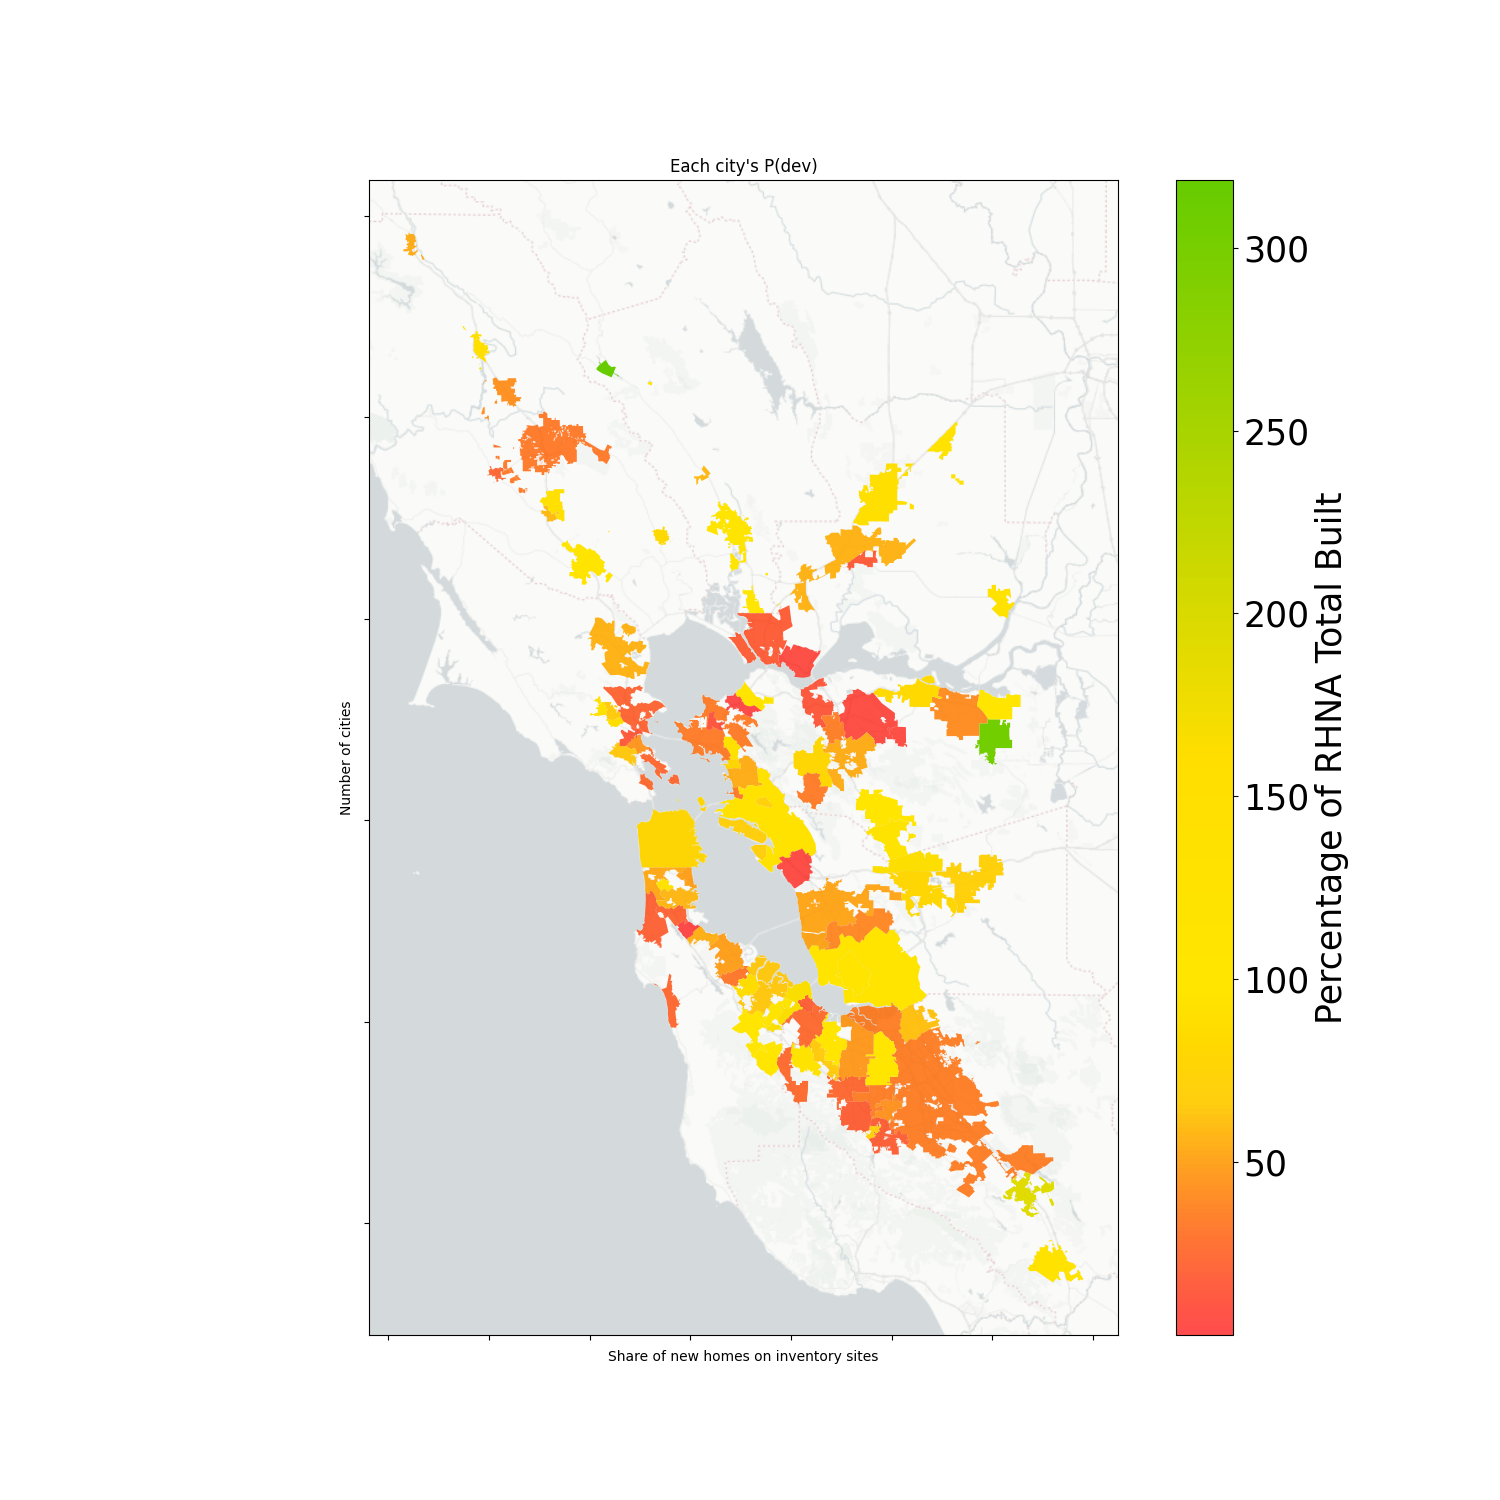 Each city's P(dev)
Number of cities
Share of new homes on inventory sites
300
250
200
150
100
50
Percentage of RHNA Total Built